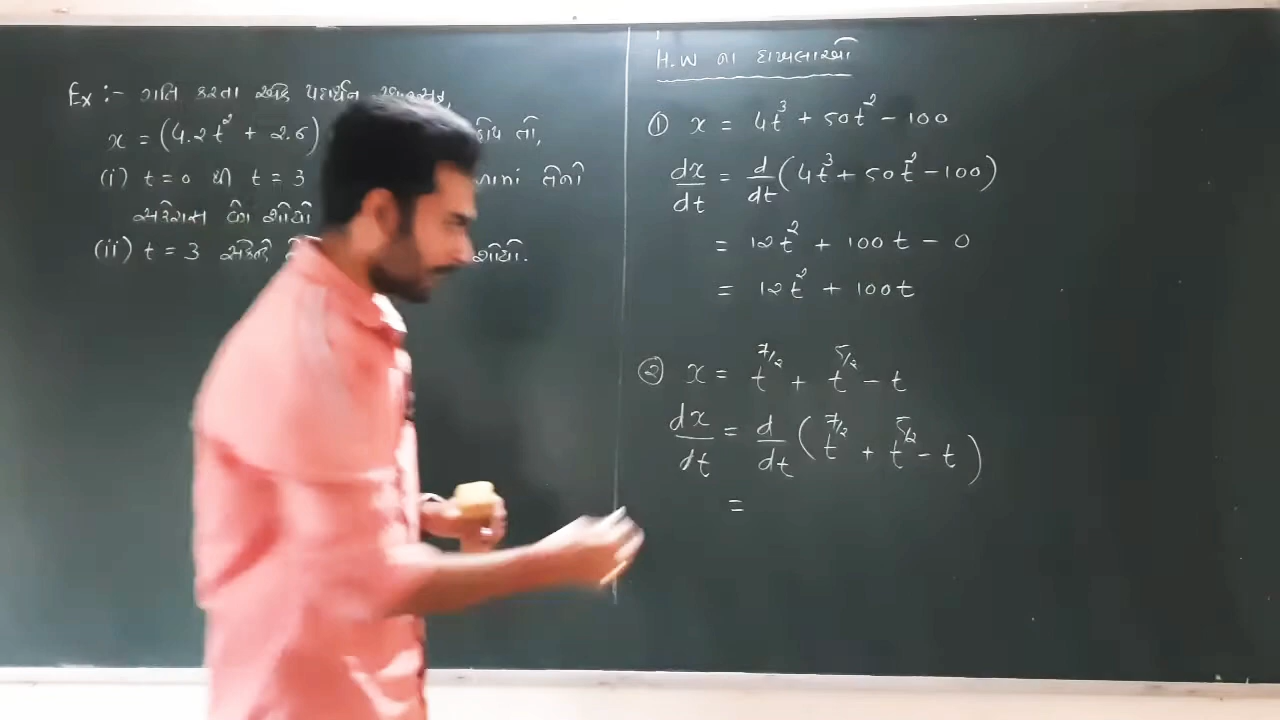 Ex :- ગતિ કરતા એક પદાર્થન
x = (4.2t² + 2.6) હોય તો,
(i) t = 0 થી t = 3 તેનો
સરેરાશ વેગ શોધો
(ii) t = 3 સેકંડે શોધો.
H.W ના દાખલાઓ
① x = 4t³ + 50t² - 100
dx/dt = d/dt (4t³ + 50t² - 100)
= 12t² + 100t - 0
= 12t² + 100t
② x = t^7/2 + t^5/2 - t
dx/dt = d/dt (t^7/2 + t^5/2 - t)
=